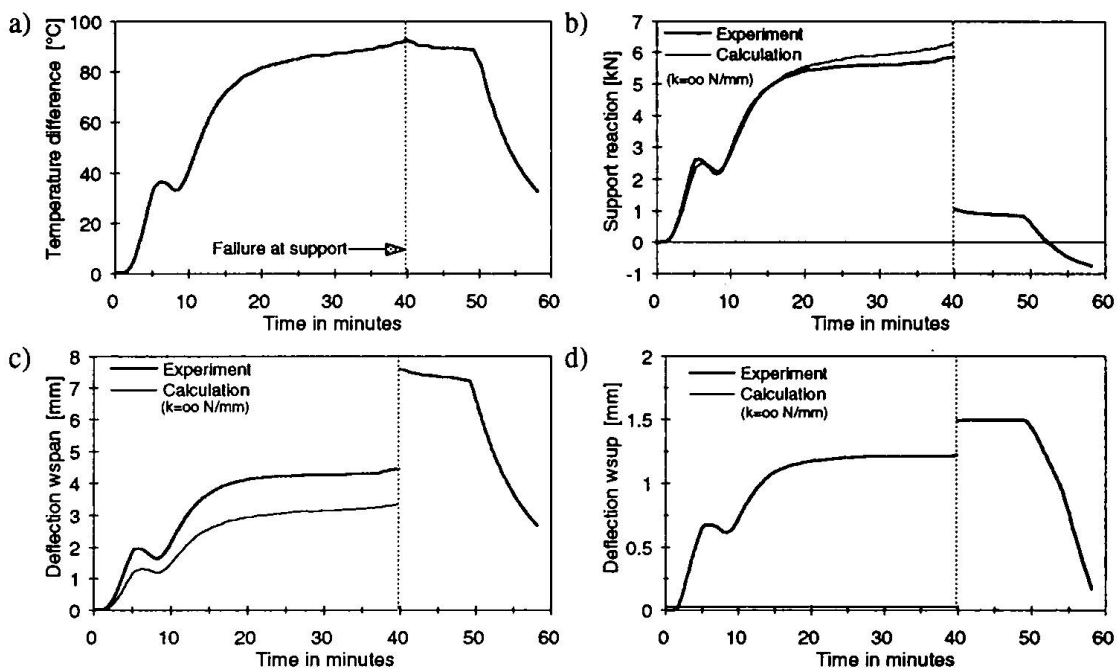 a)
Temperature difference [°C]
100
80
60
40
20
0
Failure at support
0 10 20 30 40 50 60
Time in minutes
b)
Support reaction [kN]
7
6
5
4
3
2
1
0
-1
Experiment
Calculation
(k=∞ N/mm)
0 10 20 30 40 50 60
Time in minutes
c)
Deflection wspan [mm]
8
7
6
5
4
3
2
1
0
Experiment
Calculation
(k=∞ N/mm)
0 10 20 30 40 50 60
Time in minutes
d)
Deflection wsup [mm]
2
1.5
1
0.5
0
Experiment
Calculation
(k=∞ N/mm)
0 10 20 30 40 50 60
Time in minutes